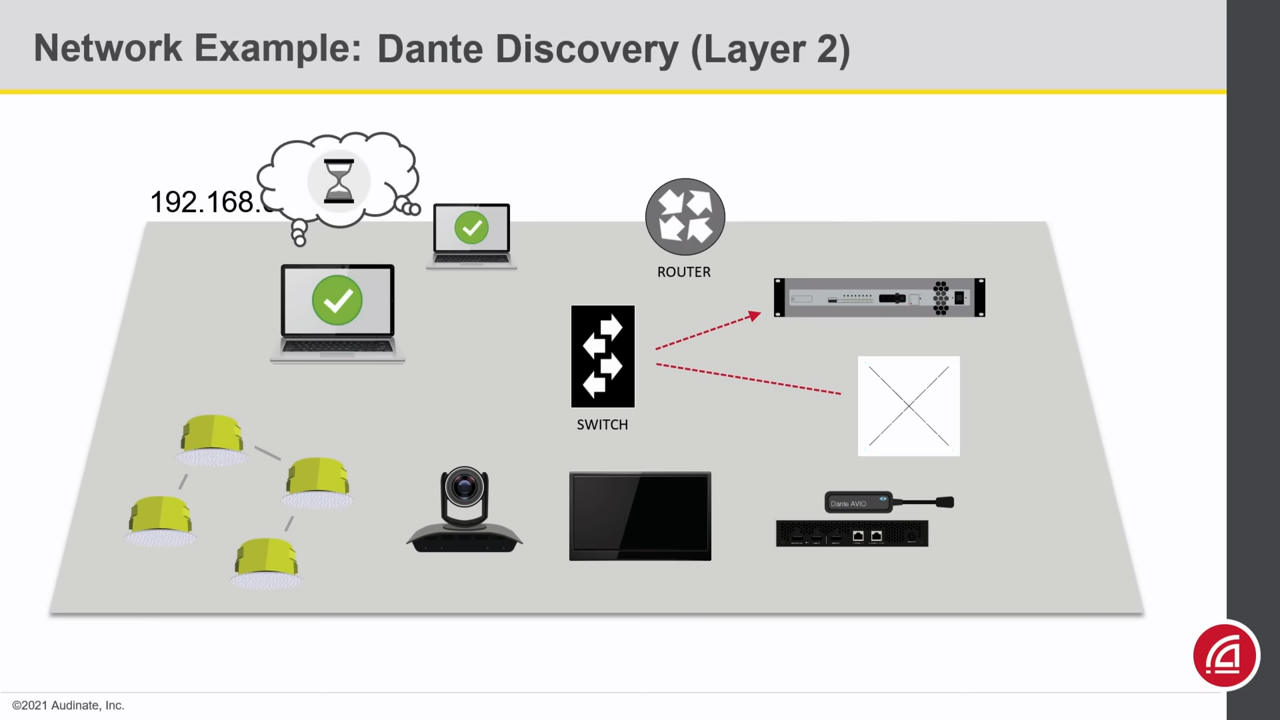 Network Example: Dante Discovery (Layer 2)
192.168.
ROUTER
SWITCH
Dante AVIO
©2021 Audinate, Inc.